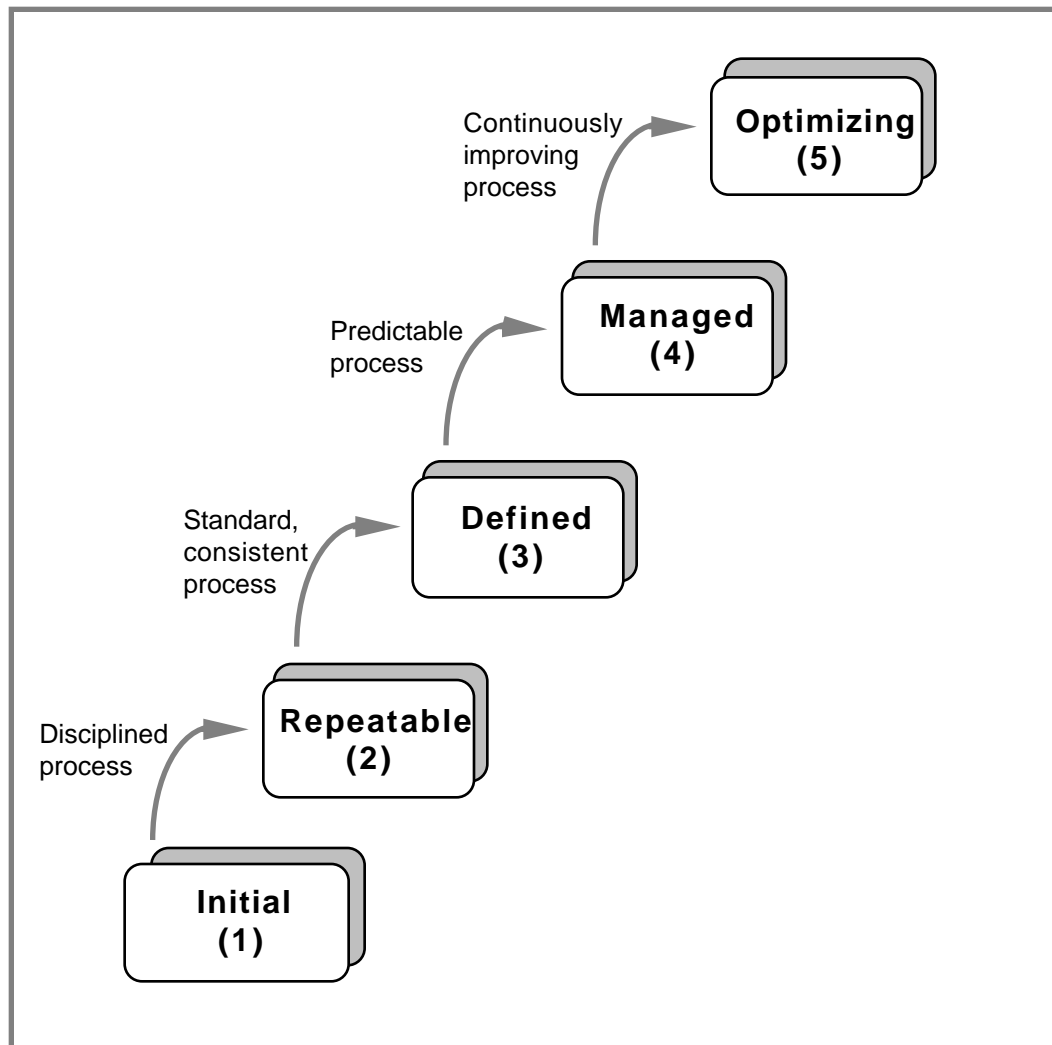 Continuously
improving
process
Optimizing
(5)
Predictable
process
Managed
(4)
Standard,
consistent
process
Defined
(3)
Disciplined
process
Repeatable
(2)
Initial
(1)